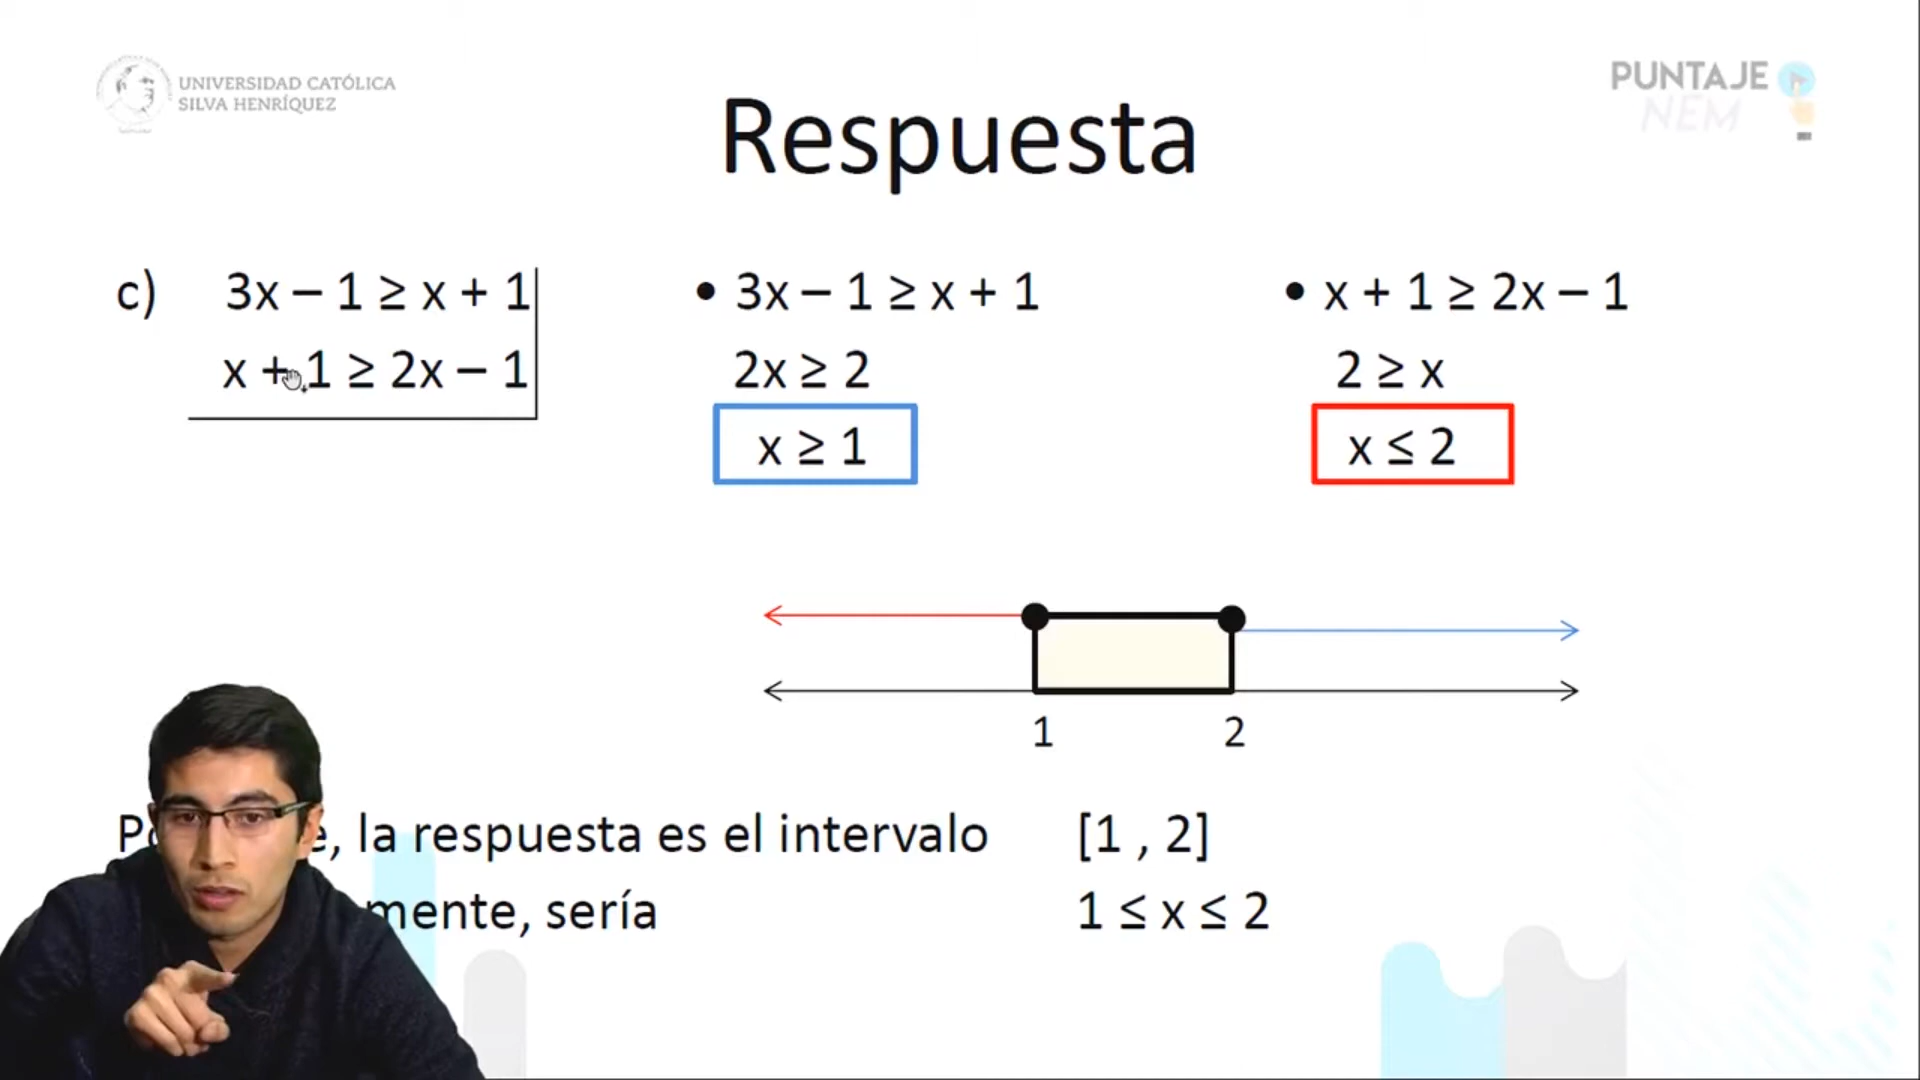 UNIVERSIDAD CATÓLICA
SILVA HENRÍQUEZ
PUNTAJE
NEM
Respuesta
c) 3x – 1 ≥ x + 1
x + 1 ≥ 2x – 1
• 3x – 1 ≥ x + 1
2x ≥ 2
x ≥ 1
• x + 1 ≥ 2x – 1
2 ≥ x
x ≤ 2
1 2
la respuesta es el intervalo [1 , 2]
sería 1 ≤ x ≤ 2